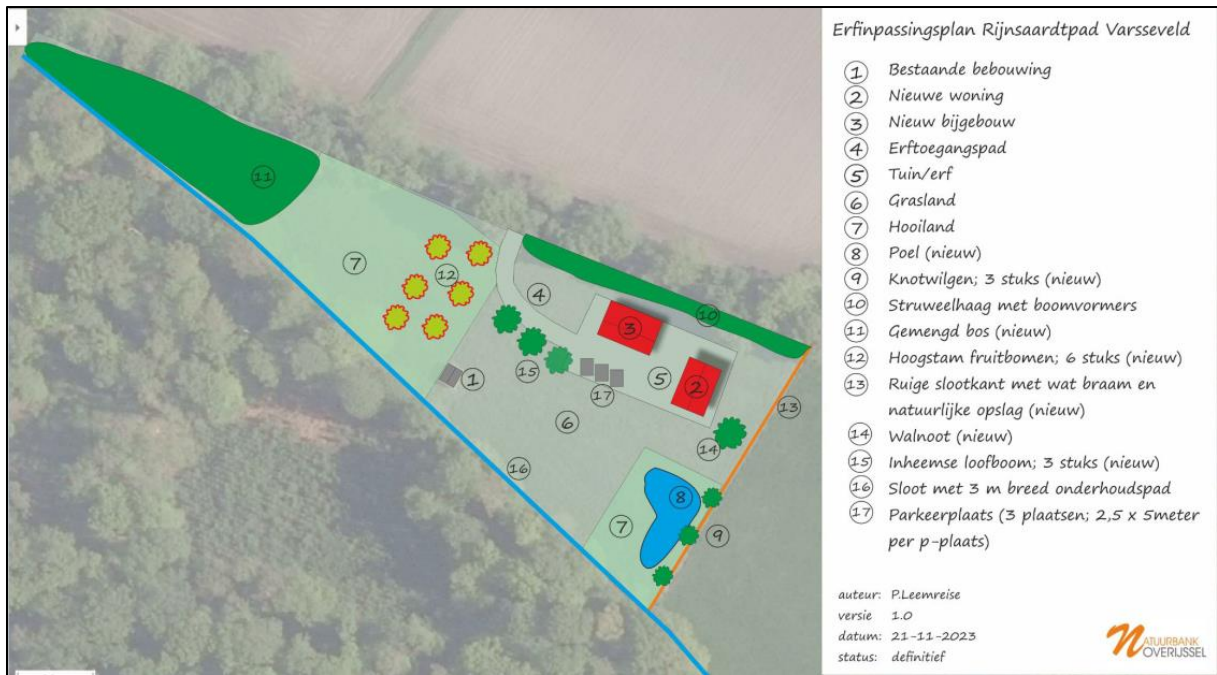 Erfinpassingsplan Rijnsaardtpad Varsseveld
1 Bestaande bebouwing
2 Nieuwe woning
3 Nieuw bijgebouw
4 Erftoegangspad
5 Tuin/erf
6 Grasland
7 Hooiland
8 Poel (nieuw)
9 Knotwilgen; 3 stuks (nieuw)
10 Struweelhaag met boomvormers
11 Gemengd bos (nieuw)
12 Hoogstam fruitbomen; 6 stuks (nieuw)
13 Ruige slootkant met wat braam en
natuurlijke opslag (nieuw)
14 Walnoot (nieuw)
15 Inheemse loofboom; 3 stuks (nieuw)
16 Sloot met 3 m breed onderhoudspad
17 Parkeerplaats (3 plaatsen; 2,5 x 5meter
per p-plaats)
auteur: P.Leemreise
versie 1.0
datum: 21-11-2023
status: definitief
NATUURBANK
OVERIJSSEL
11
7
12
4
10
3
15
1
17
5
2
13
6
14
16
8
7
9